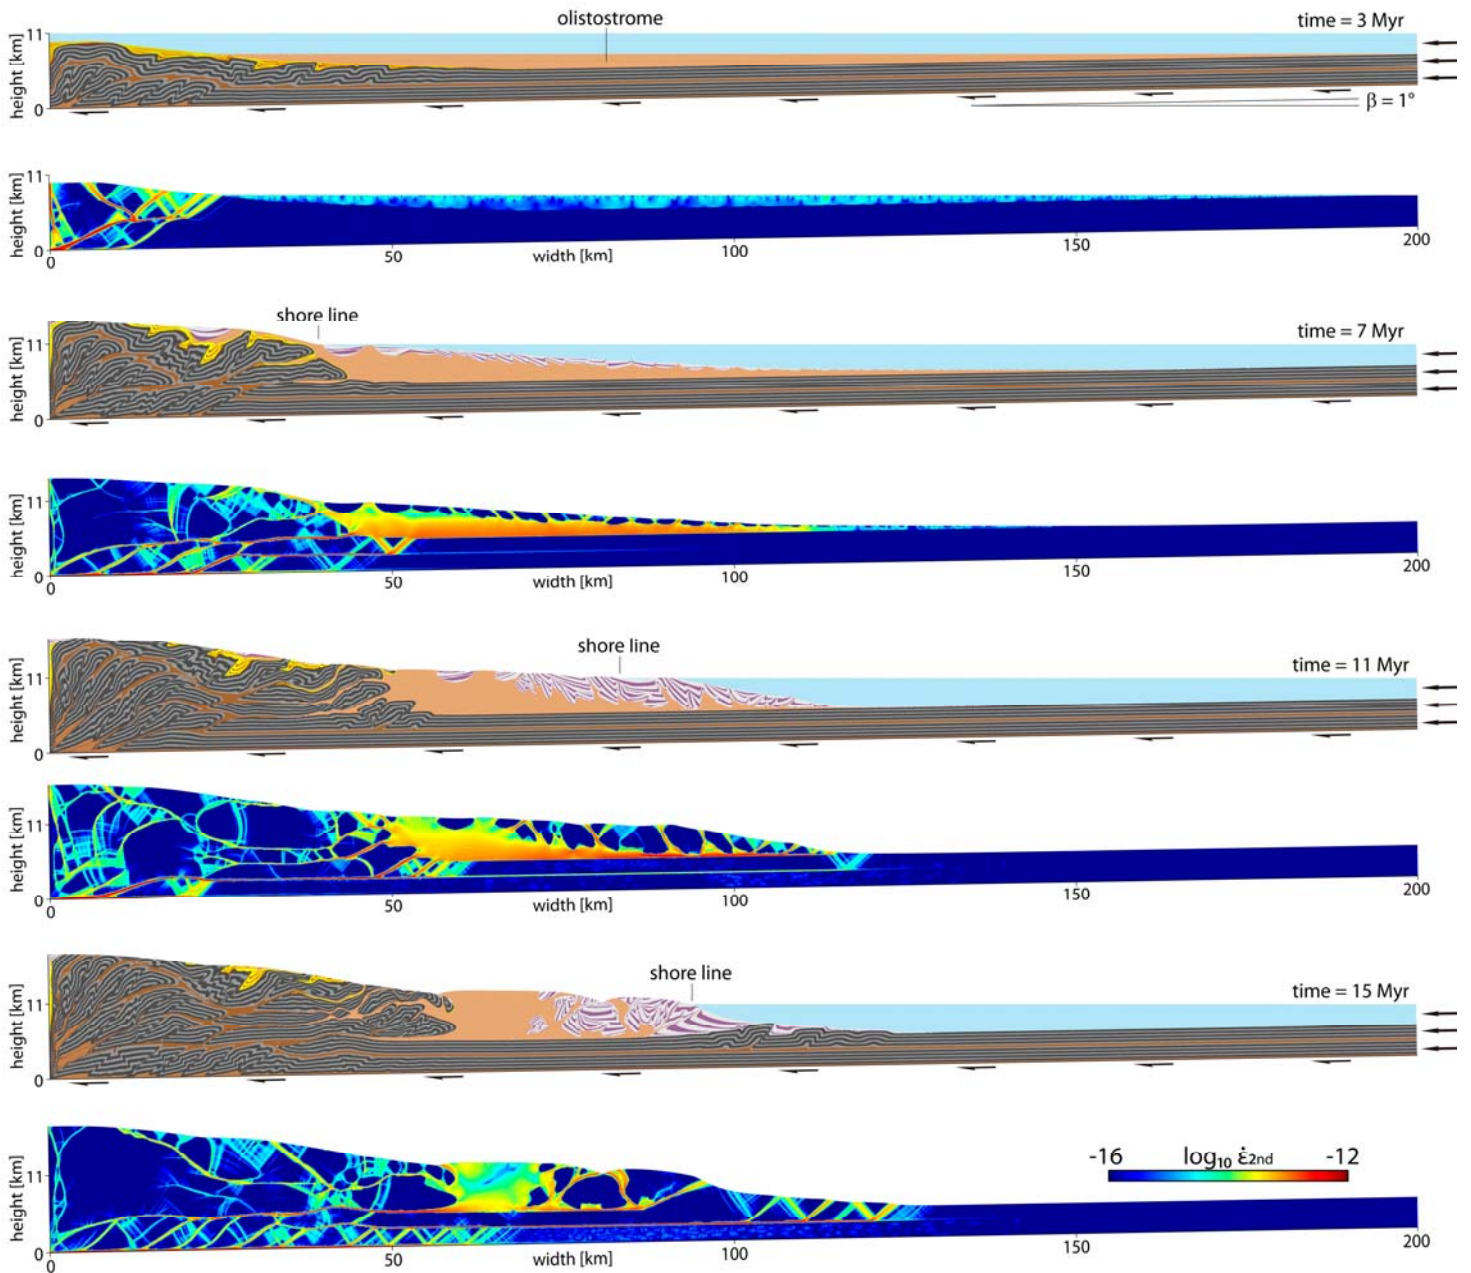 olistostrome
time = 3 Myr
11
height [km]
0
β = 1°
11
height [km]
0
0
50
width [km]
100
150
200
shore line
time = 7 Myr
11
height [km]
0
11
height [km]
0
0
50
width [km]
100
150
200
shore line
time = 11 Myr
11
height [km]
0
11
height [km]
0
0
50
width [km]
100
150
200
shore line
time = 15 Myr
11
height [km]
0
-16 log₁₀ ε̇2nd -12
11
height [km]
0
0
50
width [km]
100
150
200